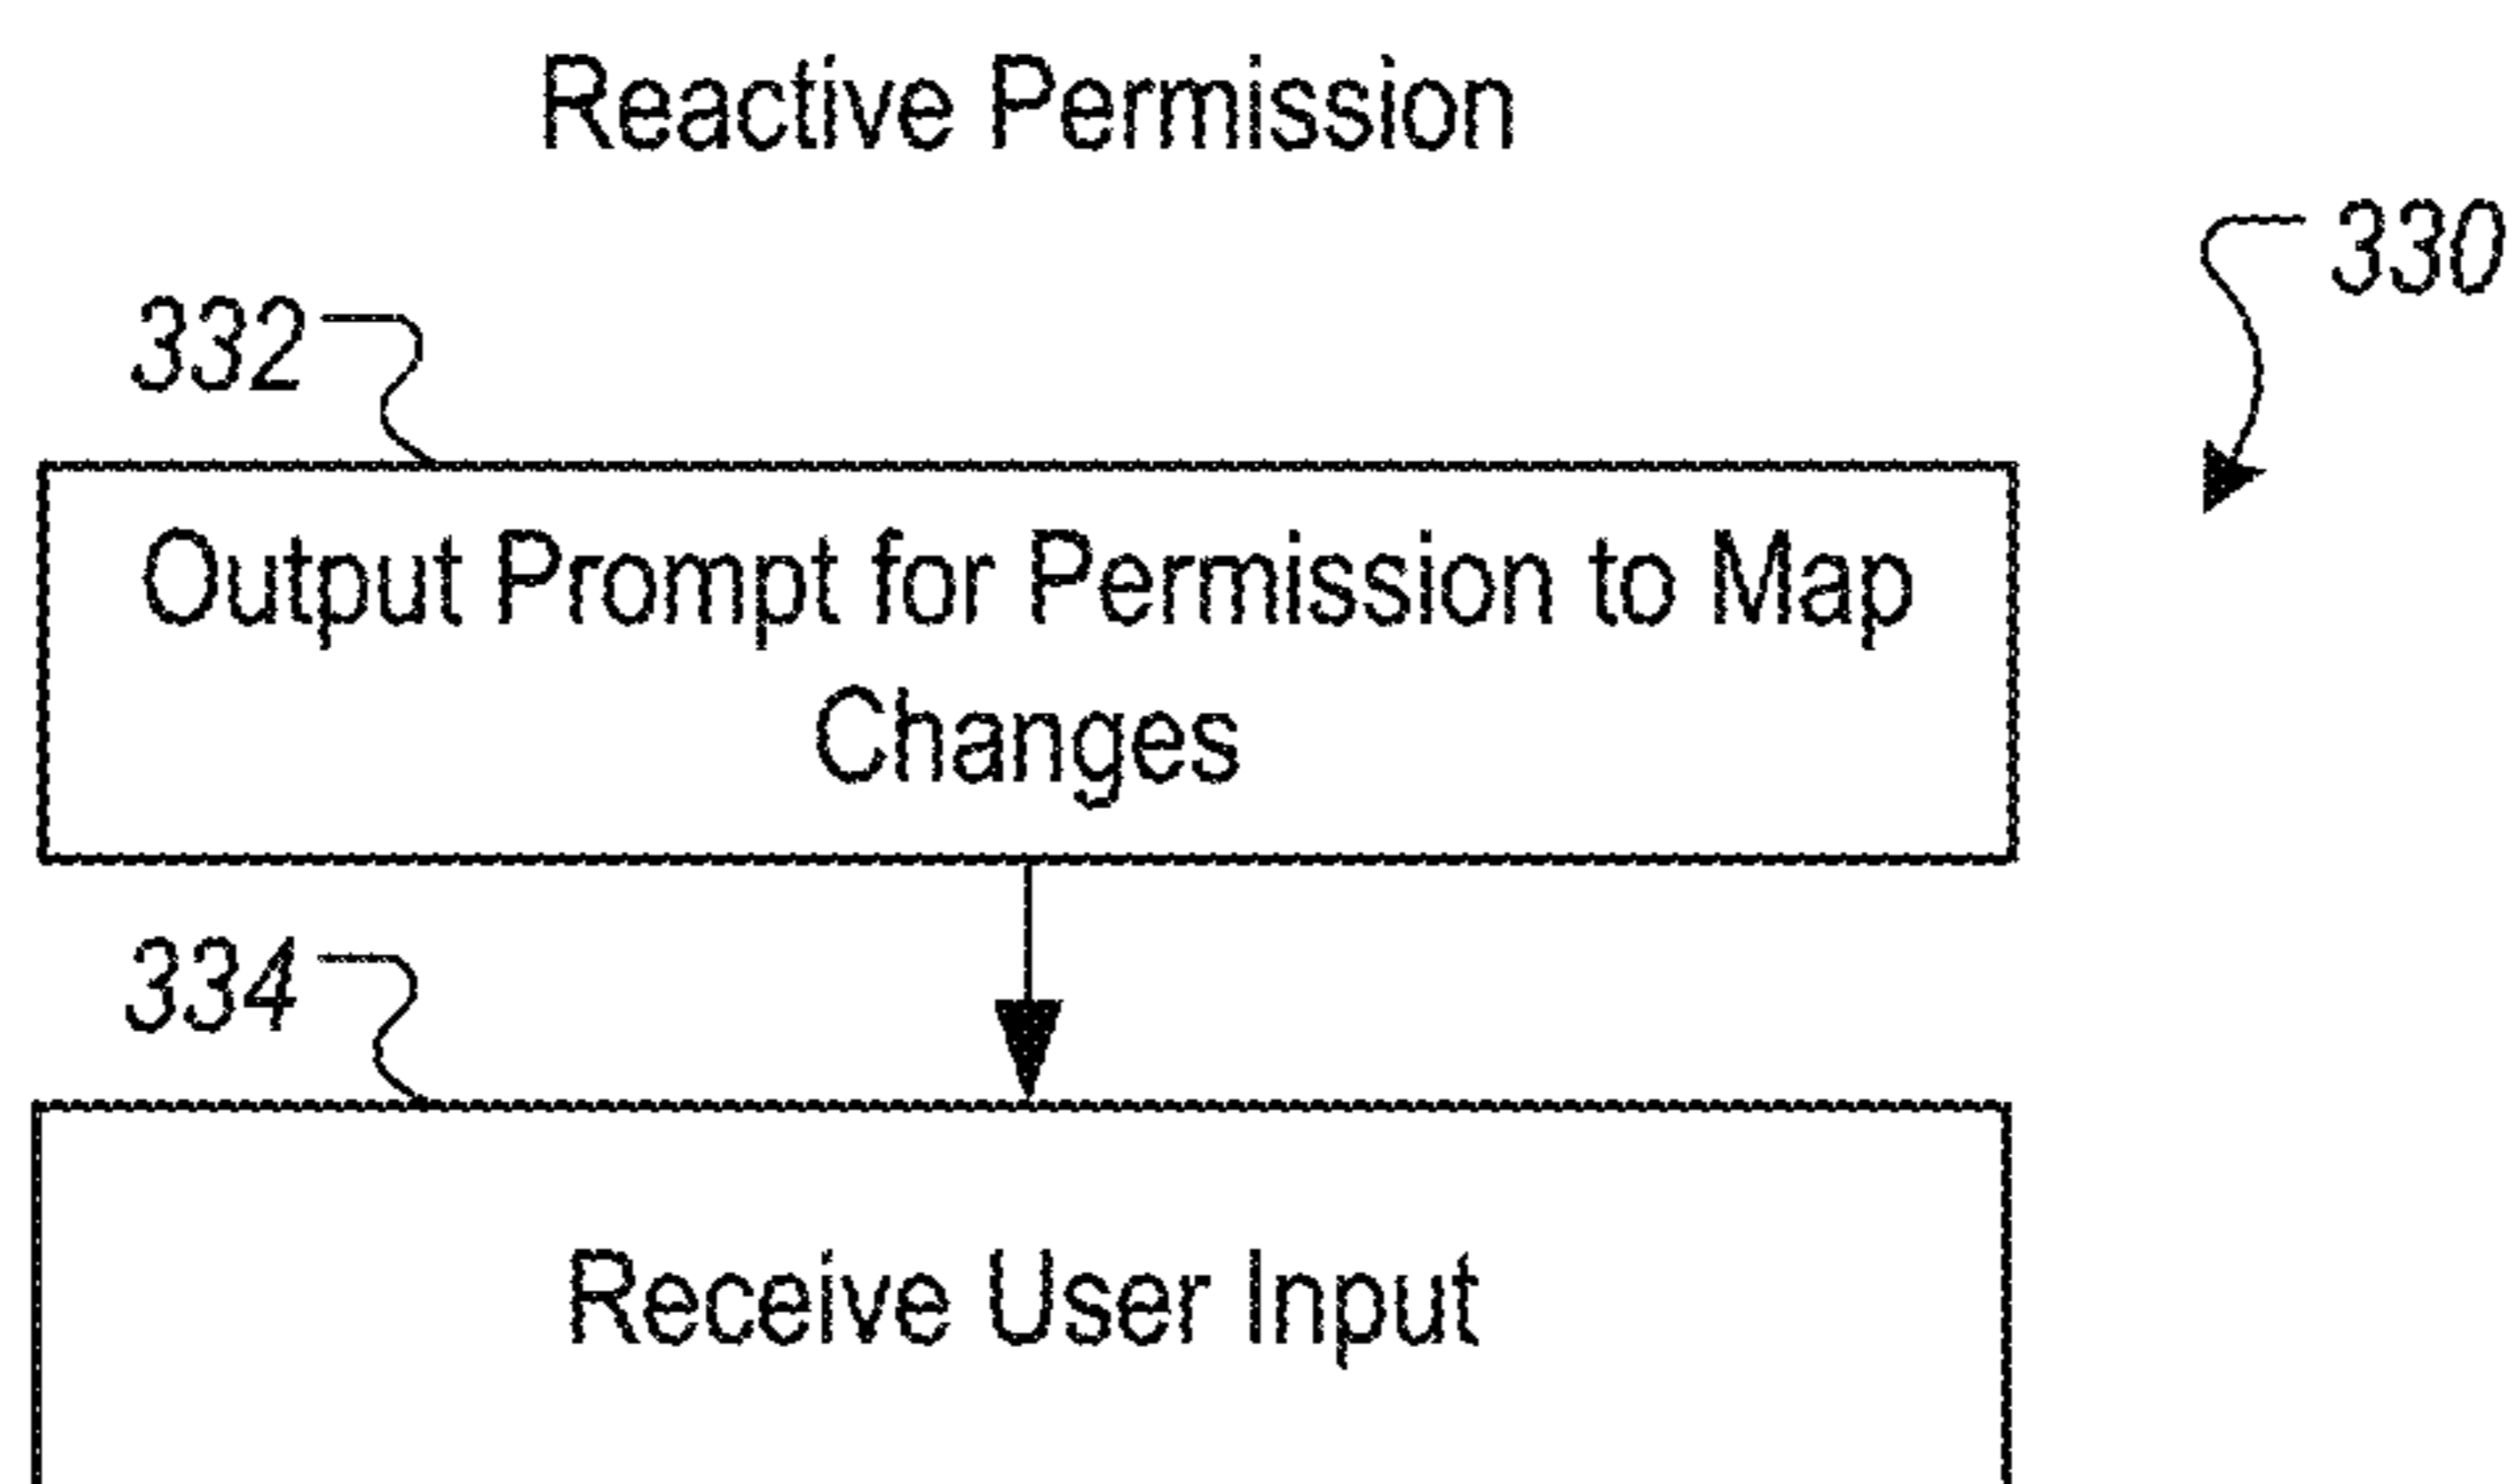 Reactive Permission
330
332
Output Prompt for Permission to Map
Changes
334
Receive User Input